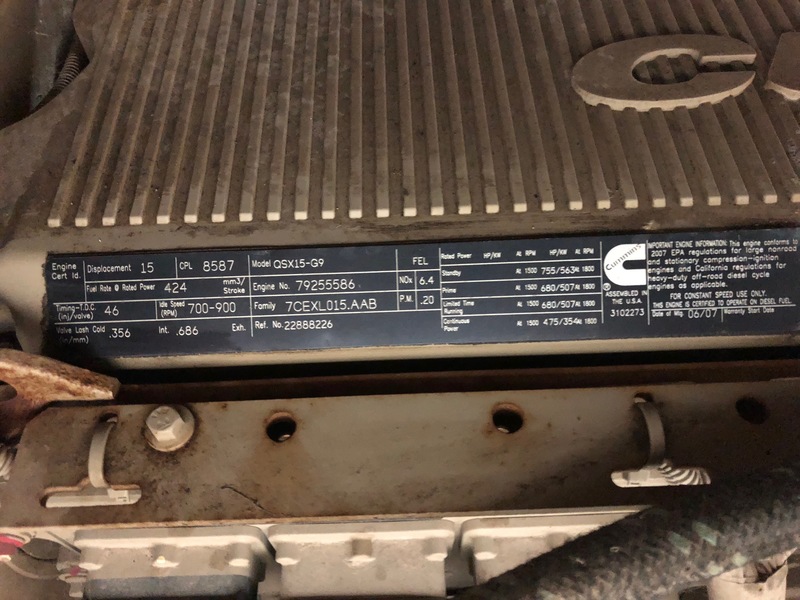 C
Engine Cert Id. Displacement 15 CPL 8587 Model QSX15-G9
Fuel Rate @ Rated Power 424 mm3/Stroke Engine No. 79255586
Timing-T.D.C. (inj/valve) 46 Idle Speed (RPM) 700-900 Family 7CEXL015.AAB
Valve Lash Cold (in/mm) .356 Int. .686 Exh. Ref. No. 22888226
FEL
NOx 6.4
P.M. .20
Rated Power HP/KW At RPM HP/KW At RPM
Standby At 1500 755/563 At 1800
Prime At 1500 680/507 At 1800
Limited Time Running At 1500 680/507 At 1800
Continuous Power At 1500 475/354 At 1800
Cummins
®
ASSEMBLED IN
THE U.S.A.
3102273
IMPORTANT ENGINE INFORMATION: This engine conforms to
2007 EPA regulations for large nonroad
and stationary compression-ignition
engines and California regulations for
heavy-duty off-road diesel cycle
engines as applicable.
FOR CONSTANT SPEED USE ONLY.
THIS ENGINE IS CERTIFIED TO OPERATE ON DIESEL FUEL.
Date of Mfg. 06/07 Warranty Start Date